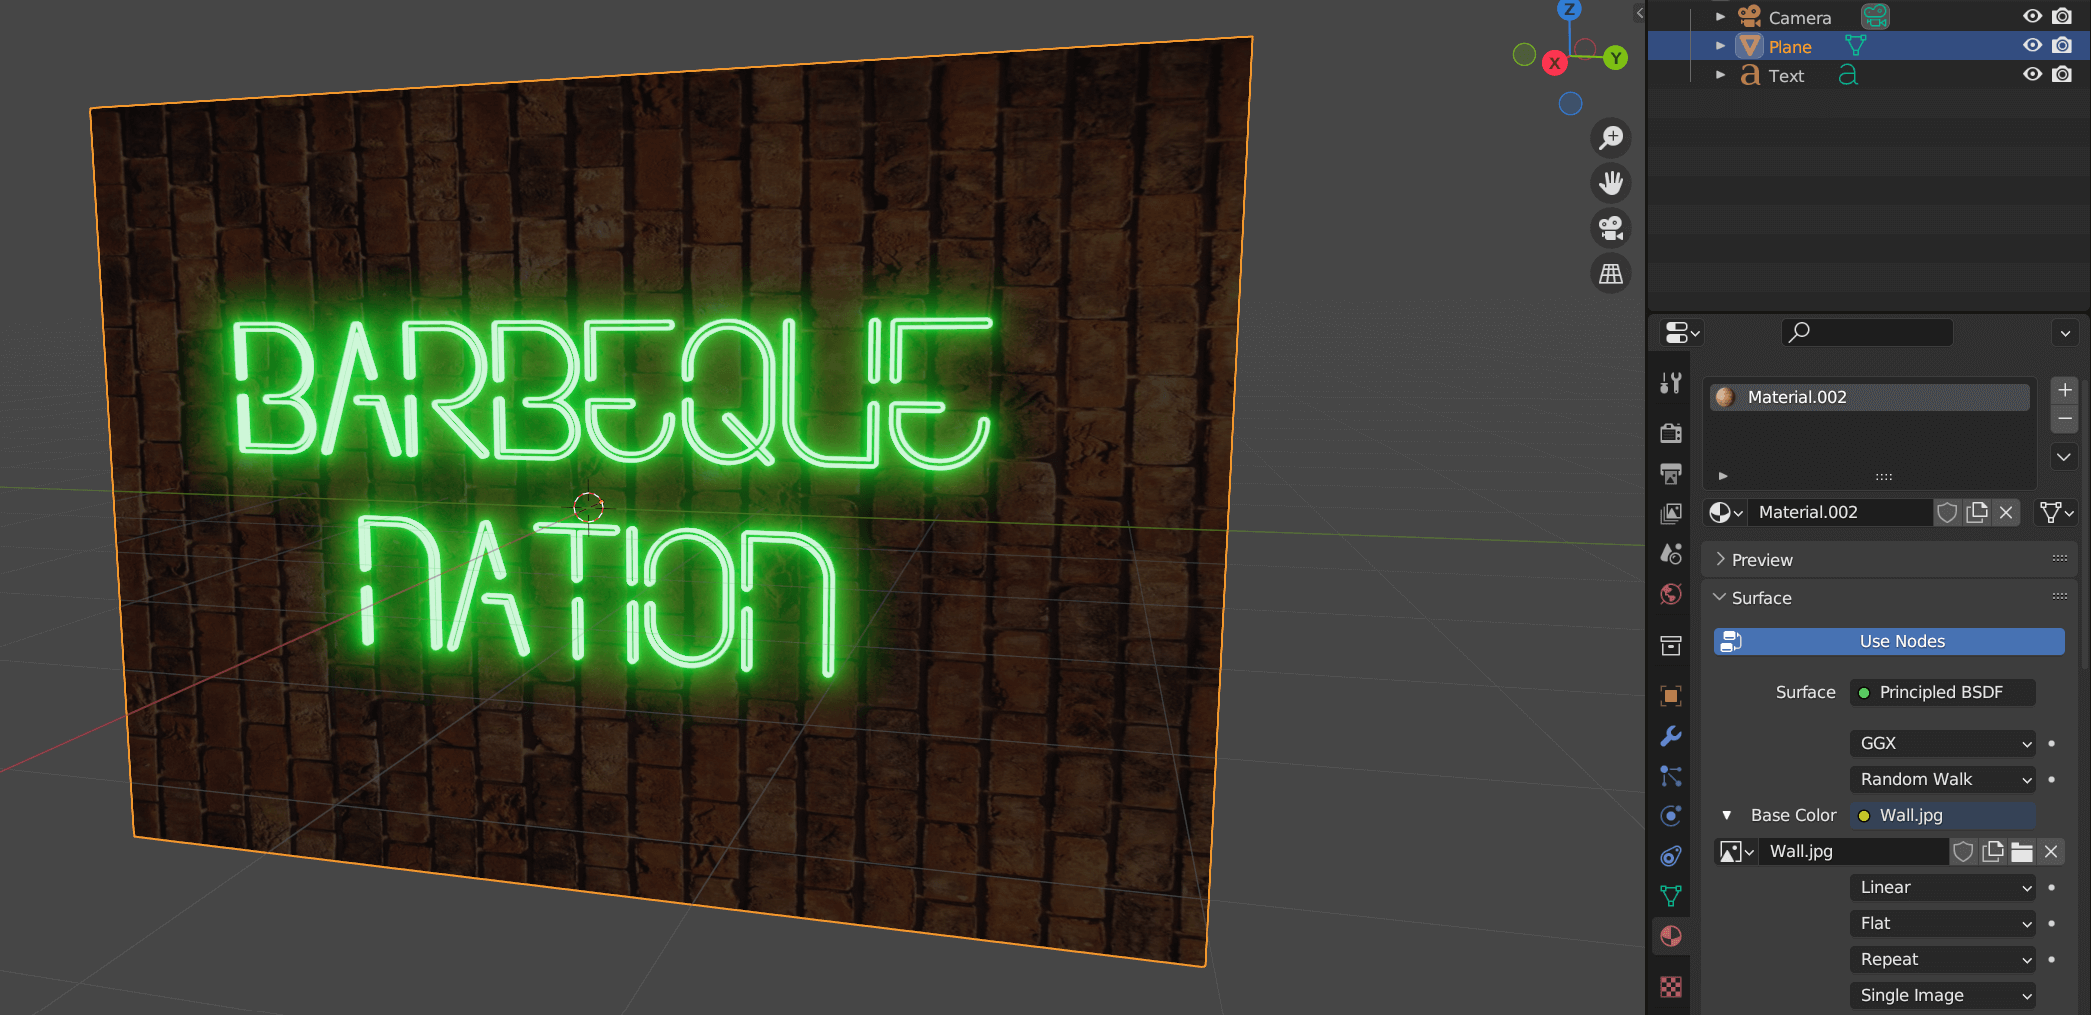 BARBEQUE
NATION
Z
X
Y
Camera
Plane
Text
Material.002
Material.002
Preview
Surface
Use Nodes
Surface Principled BSDF
GGX
Random Walk
Base Color Wall.jpg
Wall.jpg
Linear
Flat
Repeat
Single Image